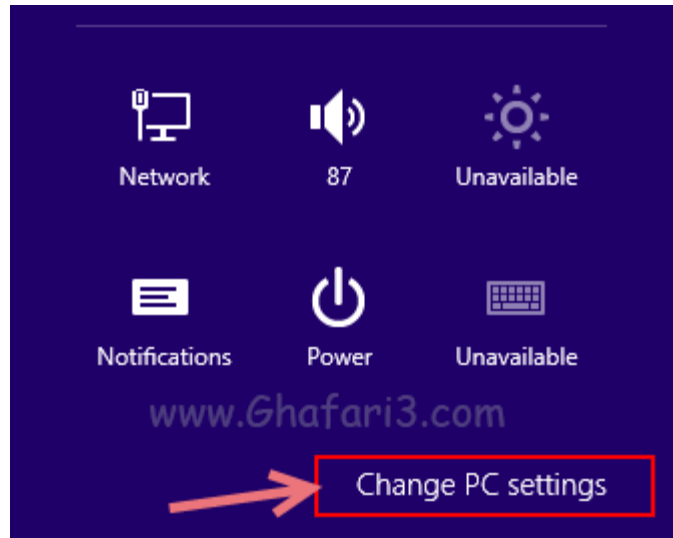 Network 87 Unavailable
Notifications Power Unavailable
www.Ghafari3.com
Change PC settings